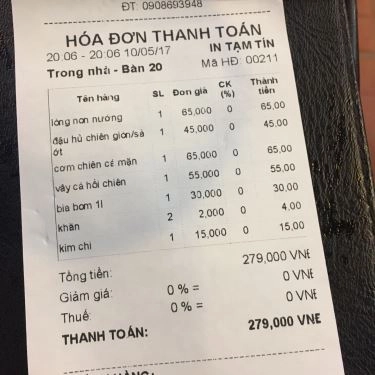 ĐT: 0908693948
HÓA ĐƠN THANH TOÁN
20:06 - 20:06 10/05/17 IN TẠM TÍN
Trong nhà - Bàn 20 Mã HĐ: 00211
Tên hàng SL Đơn giá CK (%) Thành tiền
lòng non nướng 1 65,000 0 65,00
đậu hủ chiên giòn/sả ớt 1 45,000 0 45,00
cơm chiên cá mặn 1 65,000 0 65,00
vây cá hồi chiên 1 55,000 0 55,00
bia bom 1l 1 30,000 0 30,00
khăn 2 2,000 0 4,00
kim chi 1 15,000 0 15,00
Tổng tiền: 279,000 VNĐ
Giảm giá: 0 % = 0 VNĐ
Thuế: 0 % = 0 VNĐ
THANH TOÁN: 279,000 VNĐ